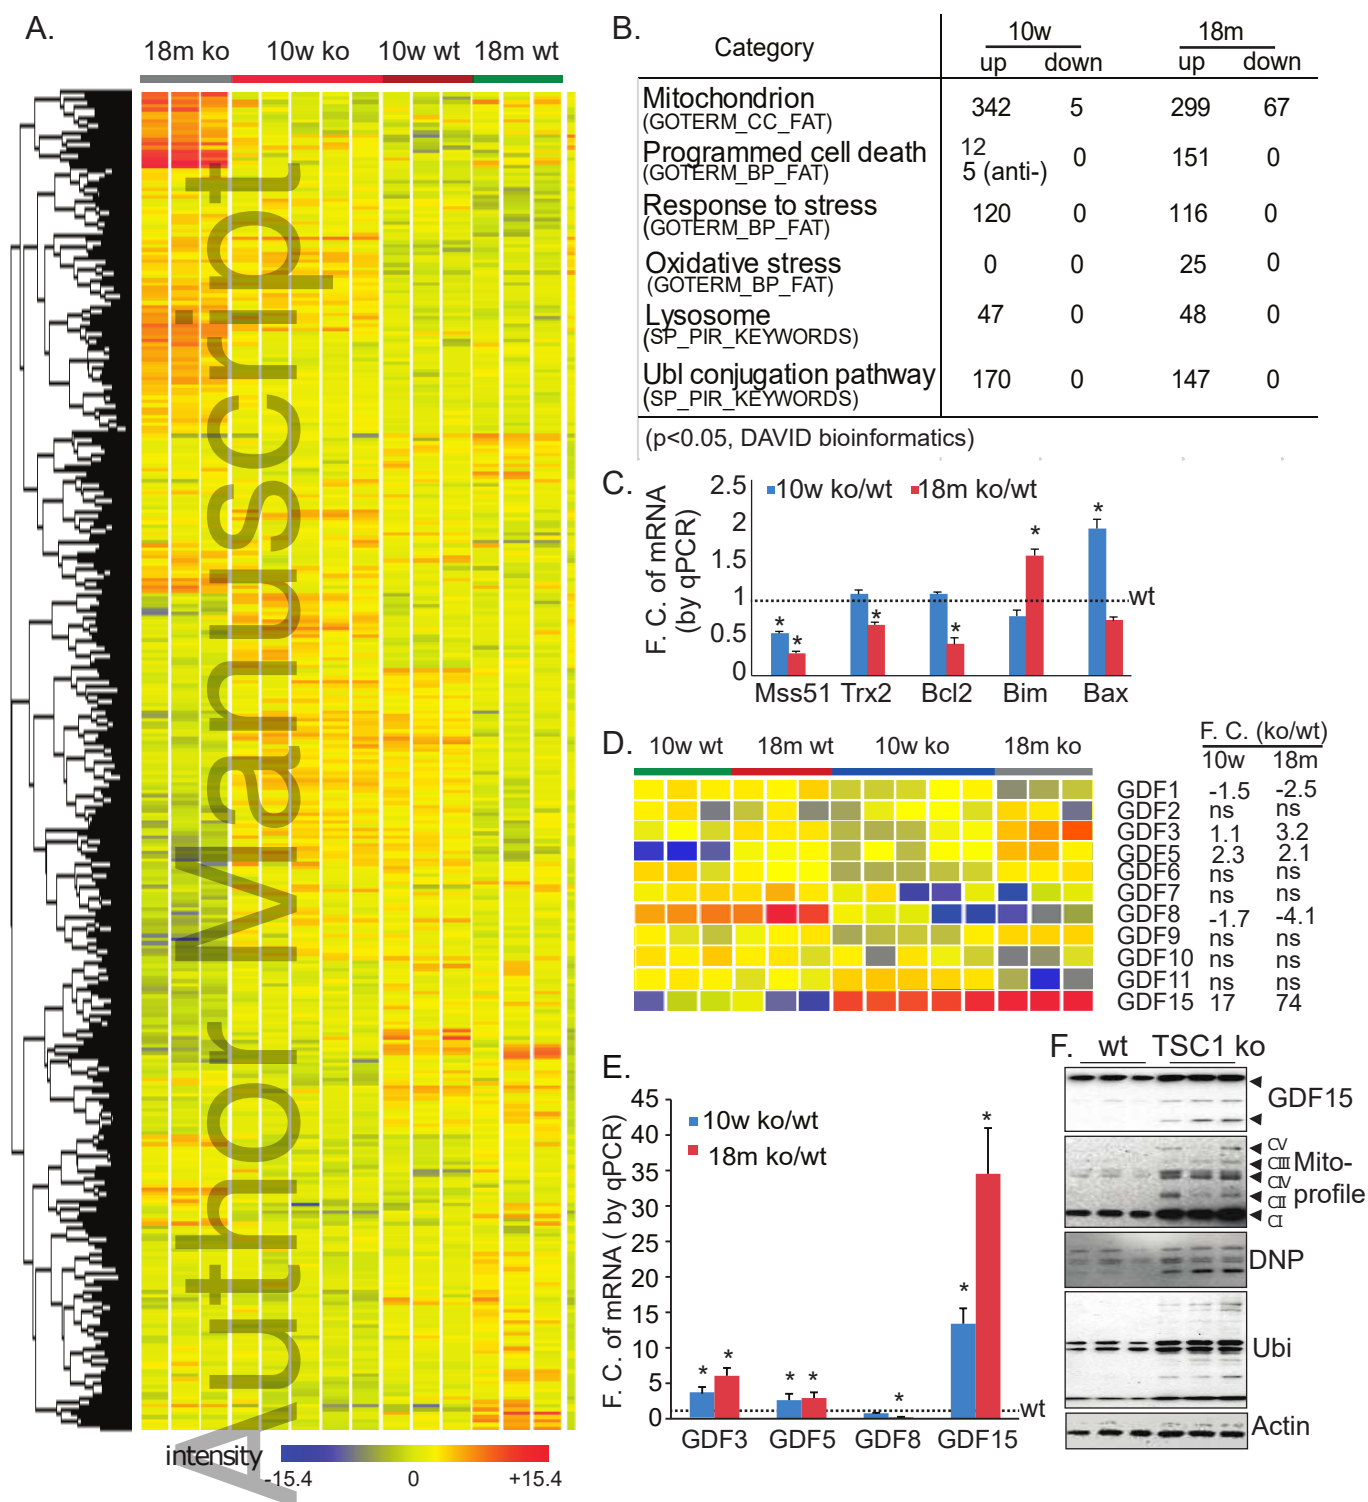 A.
18m ko 10w ko 10w wt 18m wt
Author Manuscript
intensity
-15.4 0 +15.4
B.
Category 10w 18m
up down up down
Mitochondrion 342 5 299 67
(GOTERM_CC_FAT)
Programmed cell death 12 0 151 0
(GOTERM_BP_FAT) 5 (anti-)
Response to stress 120 0 116 0
(GOTERM_BP_FAT)
Oxidative stress 0 0 25 0
(GOTERM_BP_FAT)
Lysosome 47 0 48 0
(SP_PIR_KEYWORDS)
Ubl conjugation pathway 170 0 147 0
(SP_PIR_KEYWORDS)
(p<0.05, DAVID bioinformatics)
C.
F. C. of mRNA
(by qPCR)
2.5
2
1.5
1
0.5
0
10w ko/wt 18m ko/wt
* * * * * *
wt
Mss51 Trx2 Bcl2 Bim Bax
D.
10w wt 18m wt 10w ko 18m ko
F. C. (ko/wt)
10w 18m
GDF1 -1.5 -2.5
GDF2 ns ns
GDF3 1.1 3.2
GDF5 2.3 2.1
GDF6 ns ns
GDF7 ns ns
GDF8 -1.7 -4.1
GDF9 ns ns
GDF10 ns ns
GDF11 ns ns
GDF15 17 74
E.
F. C. of mRNA ( by qPCR)
45
40
35
30
25
20
15
10
5
0
10w ko/wt
18m ko/wt
* * * * * * *
wt
GDF3 GDF5 GDF8 GDF15
F.
wt TSC1 ko
GDF15
CV
CIII
CIV
CII
CI
Mito-
profile
DNP
Ubi
Actin